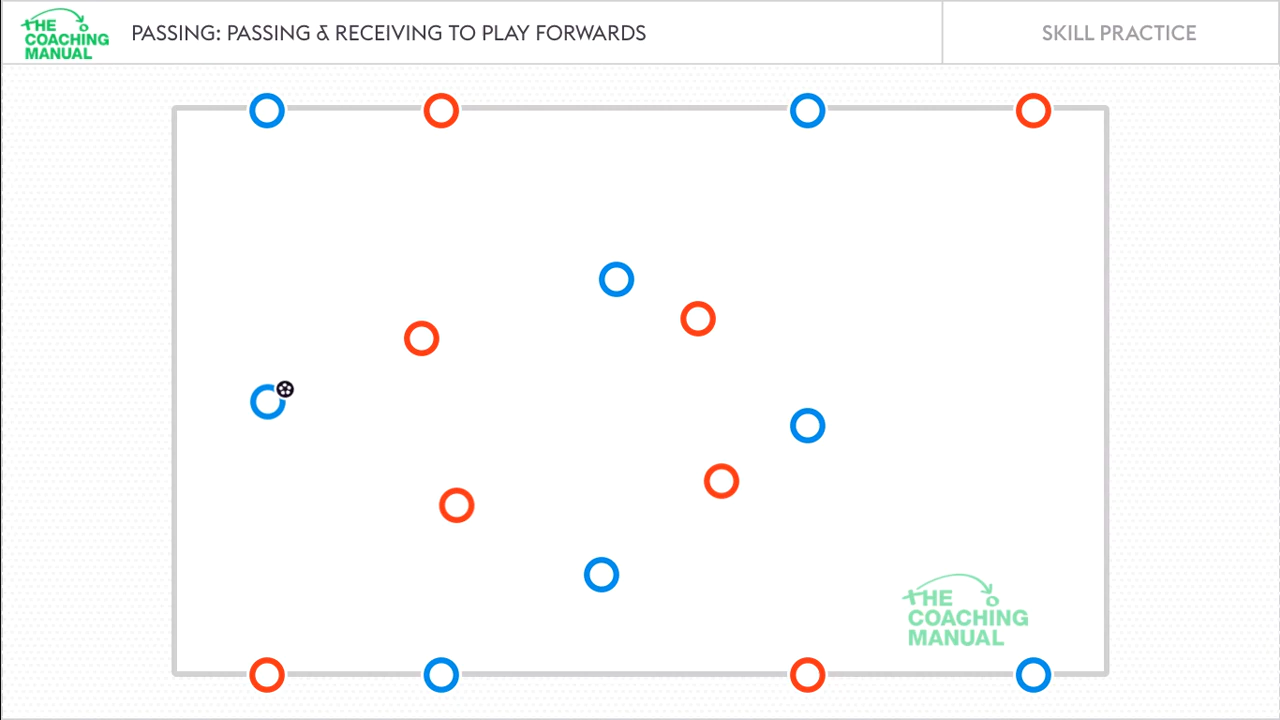 THE
COACHING
MANUAL
PASSING: PASSING & RECEIVING TO PLAY FORWARDS
SKILL PRACTICE
THE
COACHING
MANUAL